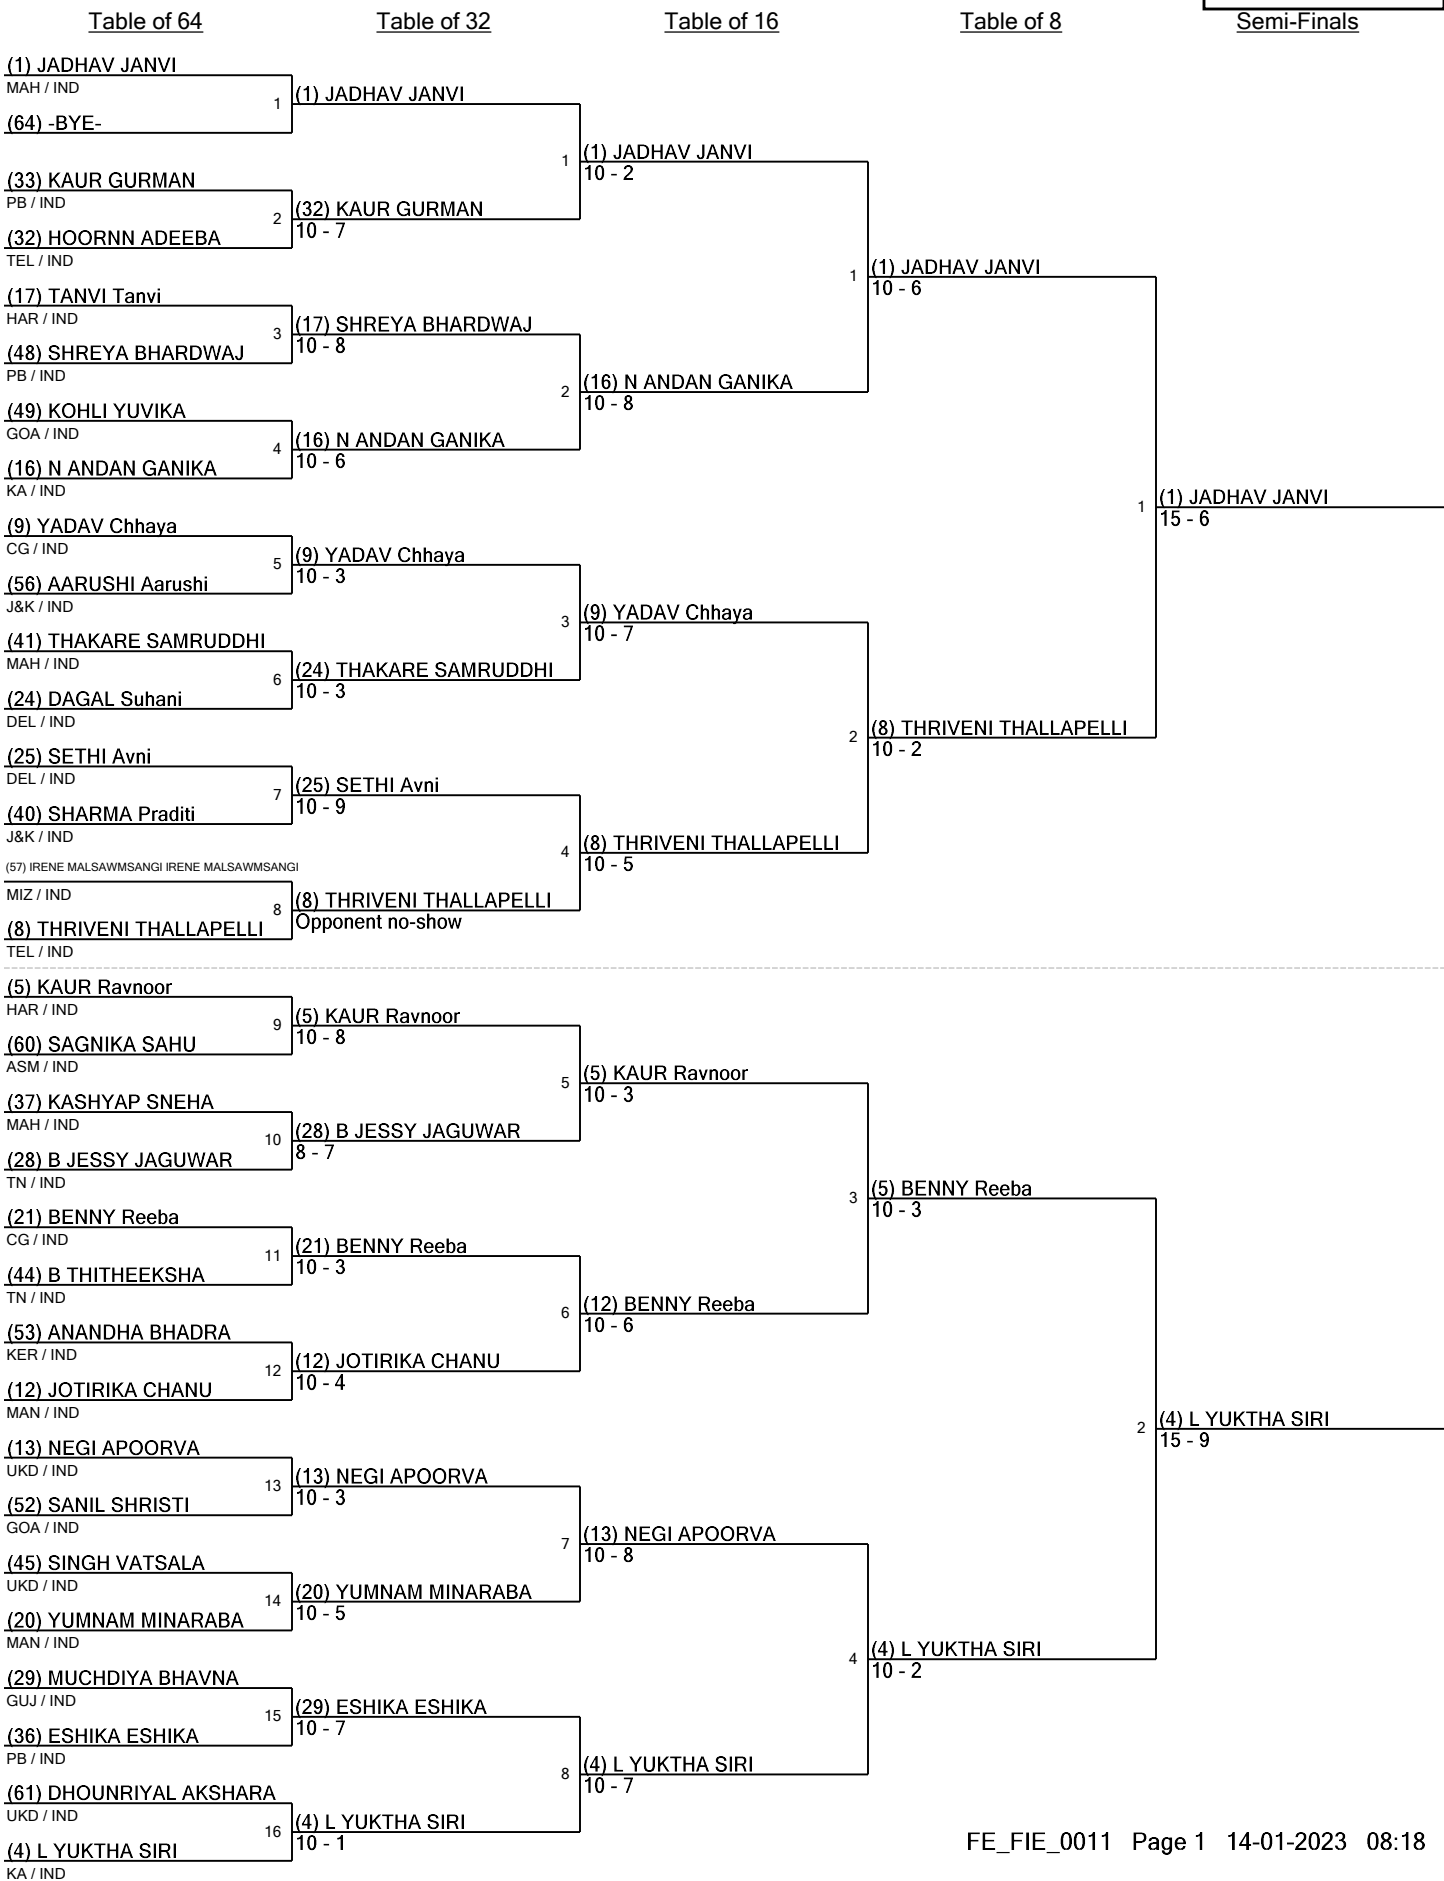 Table of 64
Table of 32
Table of 16
Table of 8
Semi-Finals
(1) JADHAV JANVI
MAH / IND
1
(64) -BYE-
(33) KAUR GURMAN
PB / IND
2
(32) HOORNN ADEEBA
TEL / IND
(17) TANVI Tanvi
HAR / IND
3
(48) SHREYA BHARDWAJ
PB / IND
(49) KOHLI YUVIKA
GOA / IND
4
(16) N ANDAN GANIKA
KA / IND
(9) YADAV Chhaya
CG / IND
5
(56) AARUSHI Aarushi
J&K / IND
(41) THAKARE SAMRUDDHI
MAH / IND
6
(24) DAGAL Suhani
DEL / IND
(25) SETHI Avni
DEL / IND
7
(40) SHARMA Praditi
J&K / IND
(57) IRENE MALSAWMSANGI IRENE MALSAWMSANGI
MIZ / IND
8
(8) THRIVENI THALLAPELLI
TEL / IND
(5) KAUR Ravnoor
HAR / IND
9
(60) SAGNIKA SAHU
ASM / IND
(37) KASHYAP SNEHA
MAH / IND
10
(28) B JESSY JAGUWAR
TN / IND
(21) BENNY Reeba
CG / IND
11
(44) B THITHEEKSHA
TN / IND
(53) ANANDHA BHADRA
KER / IND
12
(12) JOTIRIKA CHANU
MAN / IND
(13) NEGI APOORVA
UKD / IND
13
(52) SANIL SHRISTI
GOA / IND
(45) SINGH VATSALA
UKD / IND
14
(20) YUMNAM MINARABA
MAN / IND
(29) MUCHDIYA BHAVNA
GUJ / IND
15
(36) ESHIKA ESHIKA
PB / IND
(61) DHOUNRIYAL AKSHARA
UKD / IND
16
(4) L YUKTHA SIRI
KA / IND
(1) JADHAV JANVI
1
(32) KAUR GURMAN
10 - 7
(17) SHREYA BHARDWAJ
10 - 8
2
(16) N ANDAN GANIKA
10 - 6
(9) YADAV Chhaya
10 - 3
3
(24) THAKARE SAMRUDDHI
10 - 3
(25) SETHI Avni
10 - 9
4
(8) THRIVENI THALLAPELLI
Opponent no-show
(5) KAUR Ravnoor
10 - 8
5
(28) B JESSY JAGUWAR
8 - 7
(21) BENNY Reeba
10 - 3
6
(12) JOTIRIKA CHANU
10 - 4
(13) NEGI APOORVA
10 - 3
7
(20) YUMNAM MINARABA
10 - 5
(29) ESHIKA ESHIKA
10 - 7
8
(4) L YUKTHA SIRI
10 - 1
(1) JADHAV JANVI
10 - 2
1
(16) N ANDAN GANIKA
10 - 8
(9) YADAV Chhaya
10 - 7
2
(8) THRIVENI THALLAPELLI
10 - 5
(5) KAUR Ravnoor
10 - 3
3
(12) BENNY Reeba
10 - 6
(13) NEGI APOORVA
10 - 8
4
(4) L YUKTHA SIRI
10 - 7
(1) JADHAV JANVI
10 - 6
1
(8) THRIVENI THALLAPELLI
10 - 2
(5) BENNY Reeba
10 - 3
2
(4) L YUKTHA SIRI
10 - 2
(1) JADHAV JANVI
15 - 6
(4) L YUKTHA SIRI
15 - 9
FE_FIE_0011 Page 1 14-01-2023 08:18